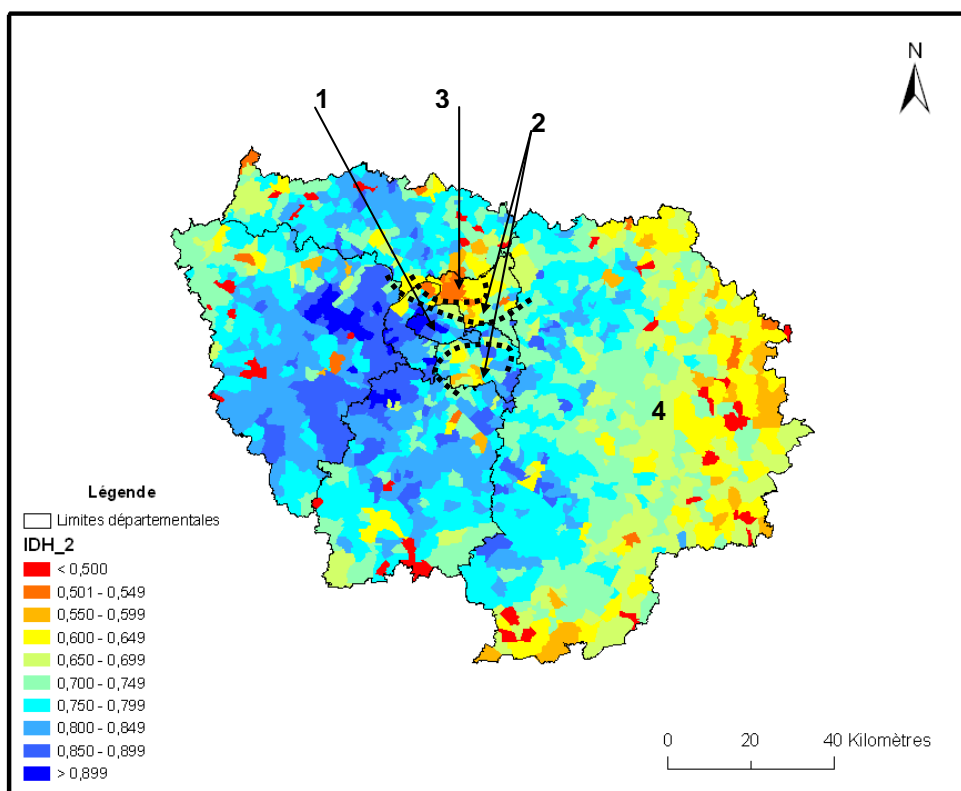 N
1
3
2
4
Légende
Limites départementales
IDH_2
< 0,500
0,501 - 0,549
0,550 - 0,599
0,600 - 0,649
0,650 - 0,699
0,700 - 0,749
0,750 - 0,799
0,800 - 0,849
0,850 - 0,899
> 0,899
0 20 40 Kilomètres